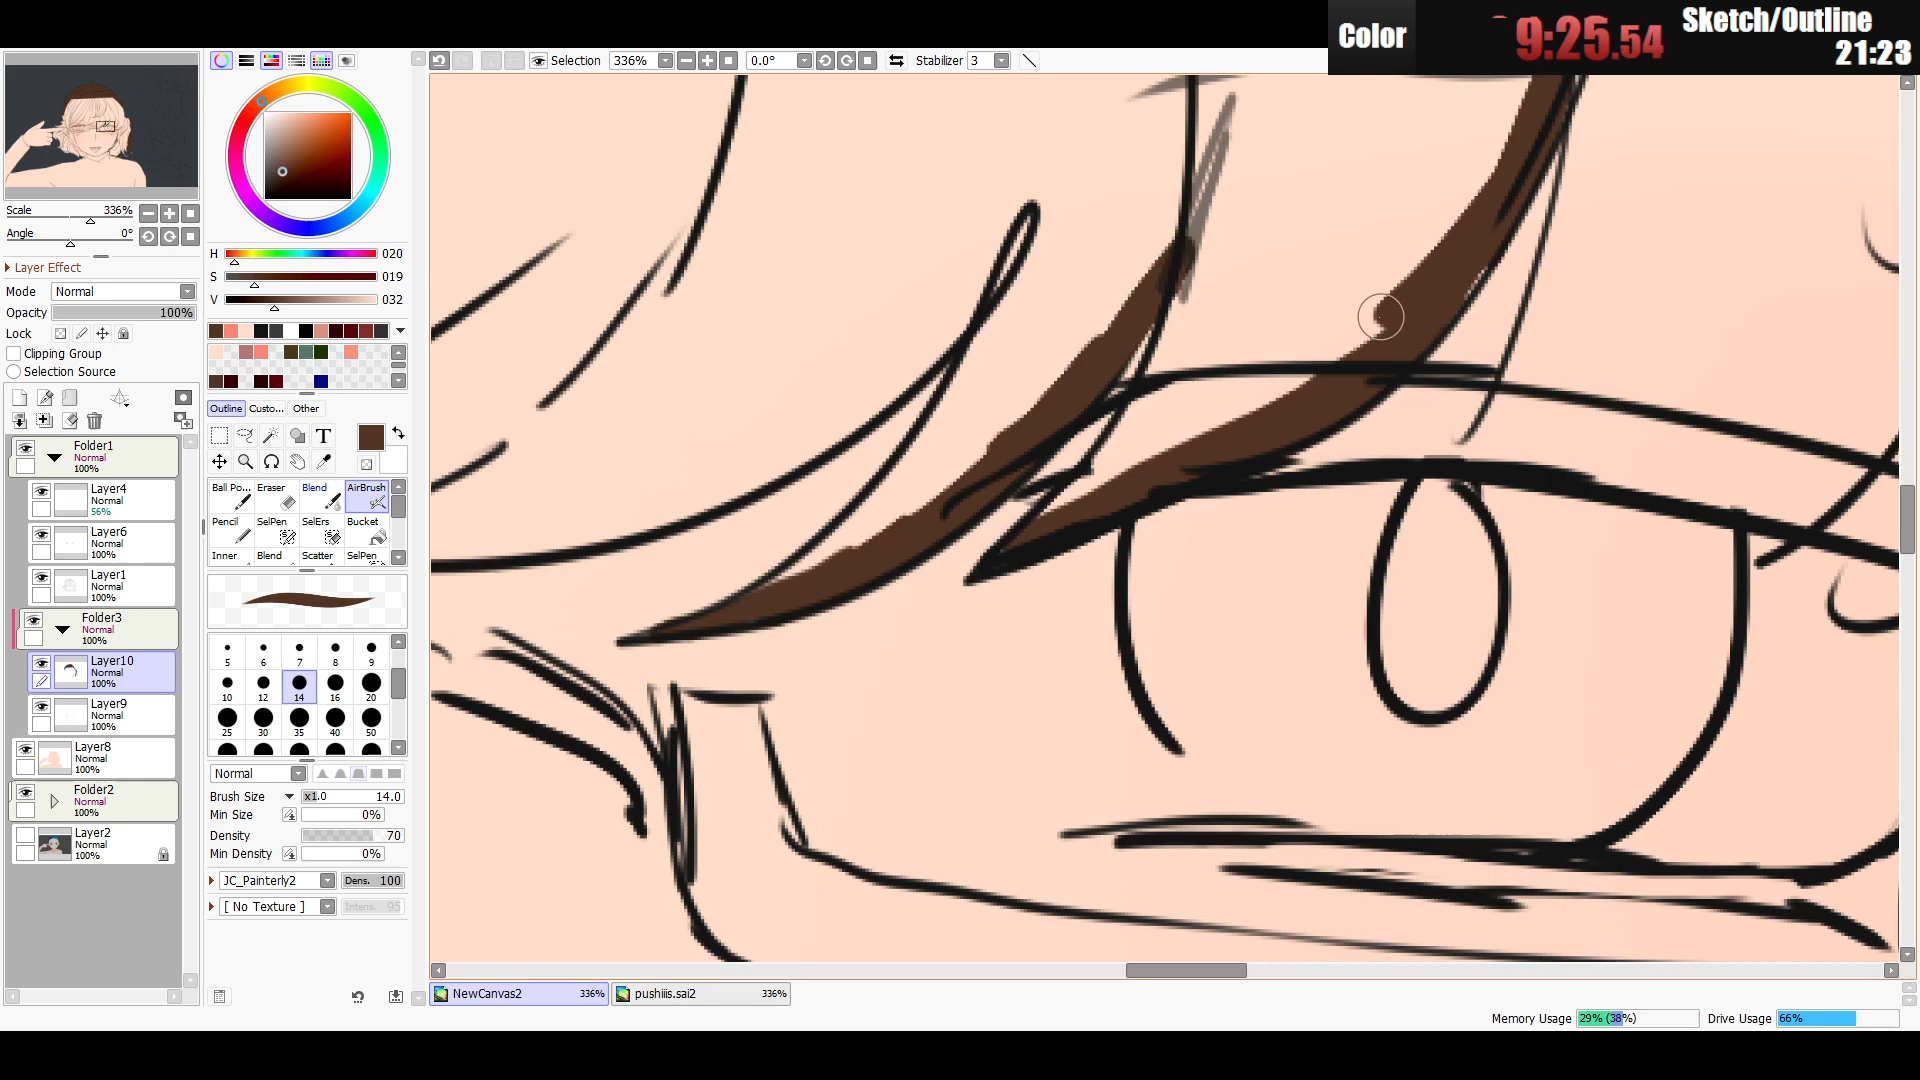 Color
9:25.54
Sketch/Outline
21:23
Selection
336%
0.0°
Stabilizer 3
Scale 336%
Angle 0°
Layer Effect
Mode Normal
Opacity 100%
Lock
Clipping Group
Selection Source
Folder1
Normal
100%
Layer4
Normal
56%
Layer6
Normal
100%
Layer1
Normal
100%
Folder3
Normal
100%
Layer10
Normal
100%
Layer9
Normal
100%
Layer8
Normal
100%
Folder2
Normal
100%
Layer2
Normal
100%
H 020
S 019
V 032
Outline Custo... Other
T
Ball Po... Eraser Blend AirBrush
Pencil SelPen SelErs Bucket
Inner Blend Scatter SelPen
5 6 7 8 9
10 12 14 16 20
25 30 35 40 50
Normal
Brush Size x1.0 14.0
Min Size 0%
Density 70
Min Density 0%
JC_Painterly2 Dens. 100
[ No Texture ] Intens. 95
NewCanvas2 336% pushiiis.sai2 336%
Memory Usage 29% (38%) Drive Usage 66%